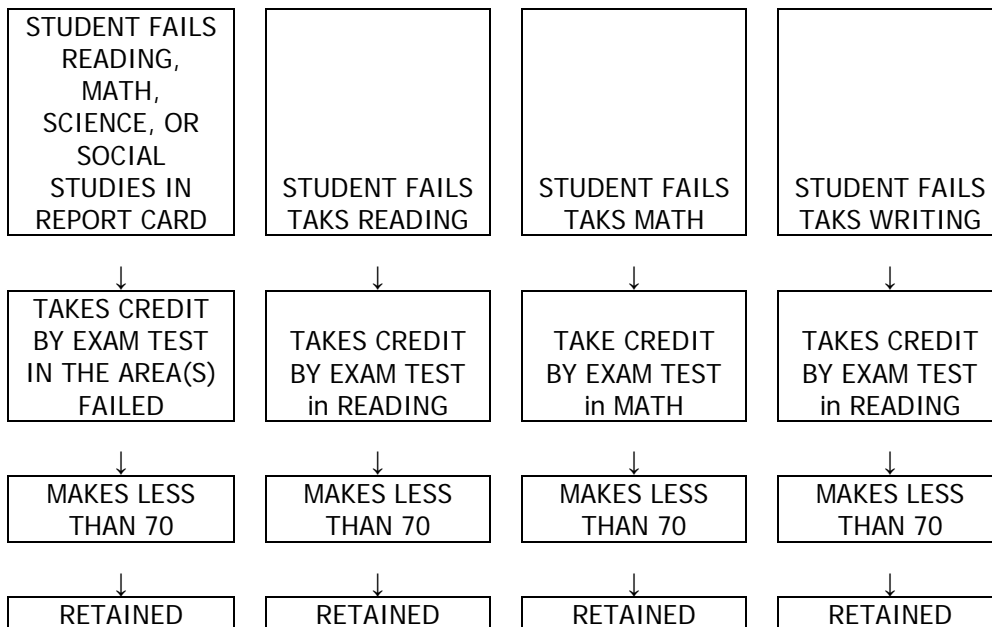 STUDENT FAILS
READING,
MATH,
SCIENCE, OR
SOCIAL
STUDIES IN
REPORT CARD
STUDENT FAILS
TAKS READING
STUDENT FAILS
TAKS MATH
STUDENT FAILS
TAKS WRITING
↓ ↓ ↓ ↓
TAKES CREDIT
BY EXAM TEST
IN THE AREA(S)
FAILED
TAKES CREDIT
BY EXAM TEST
in READING
TAKE CREDIT
BY EXAM TEST
in MATH
TAKES CREDIT
BY EXAM TEST
in READING
↓ ↓ ↓ ↓
MAKES LESS
THAN 70
MAKES LESS
THAN 70
MAKES LESS
THAN 70
MAKES LESS
THAN 70
↓ ↓ ↓ ↓
RETAINED
RETAINED
RETAINED
RETAINED